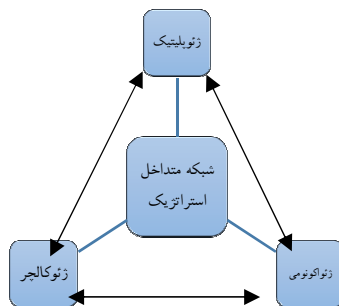 ژئوپلیتیک
شبکه متداخل
استراتژیک
ژئواکونومی
ژئوکالچر